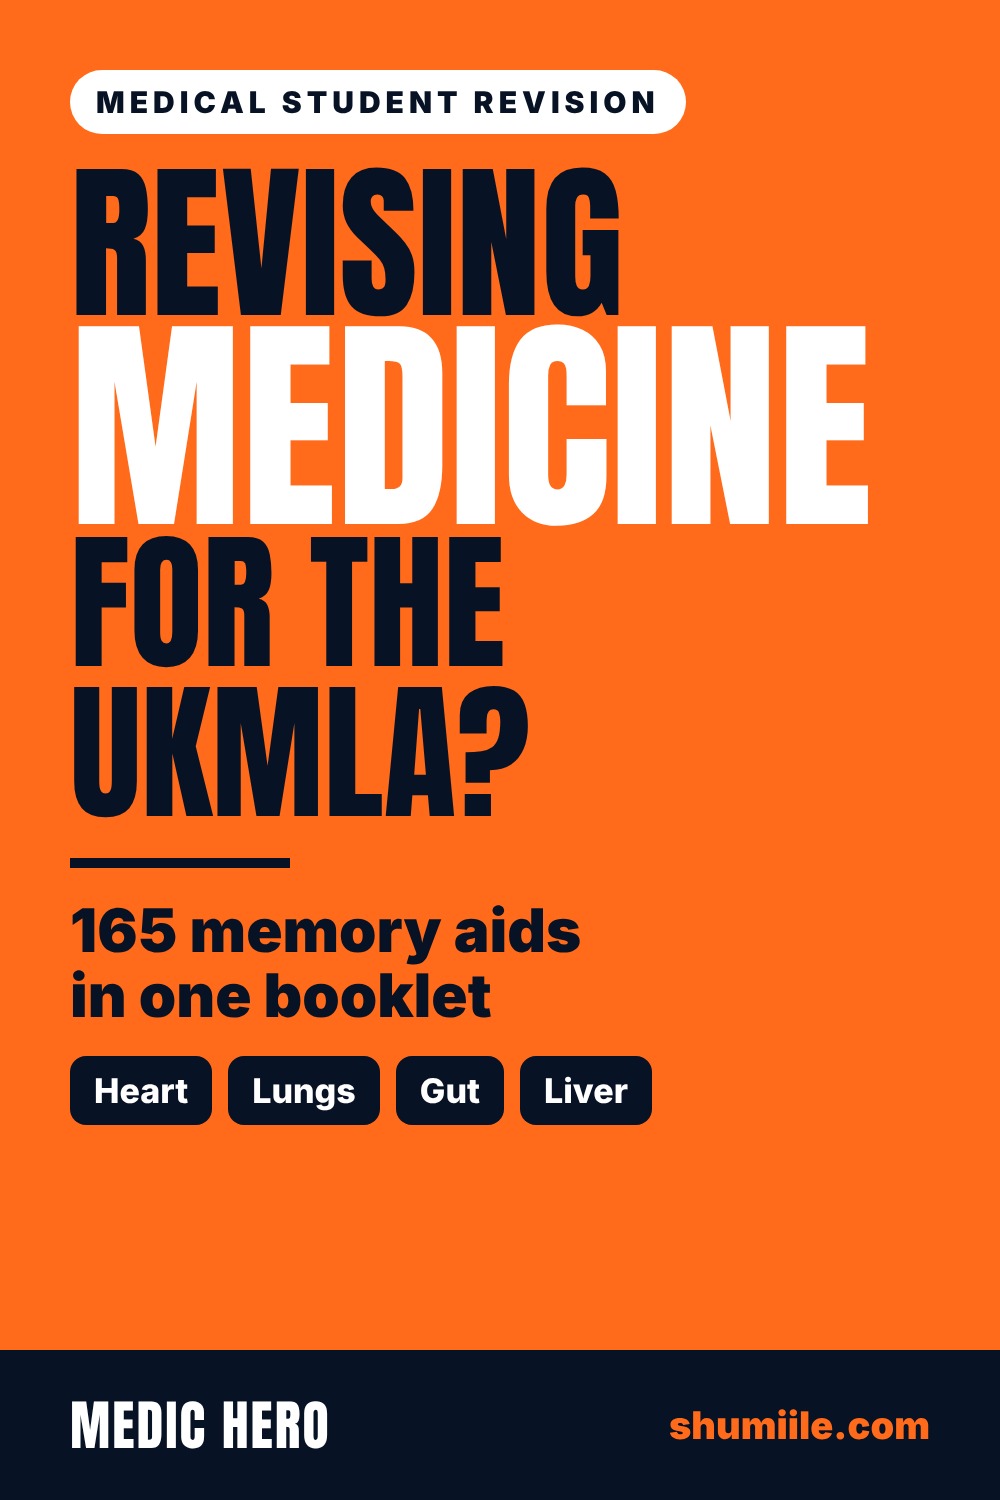 MEDICAL STUDENT REVISION
REVISING
MEDICINE
FOR THE
UKMLA?
165 memory aids
in one booklet
Heart Lungs Gut Liver
MEDIC HERO shumiile.com